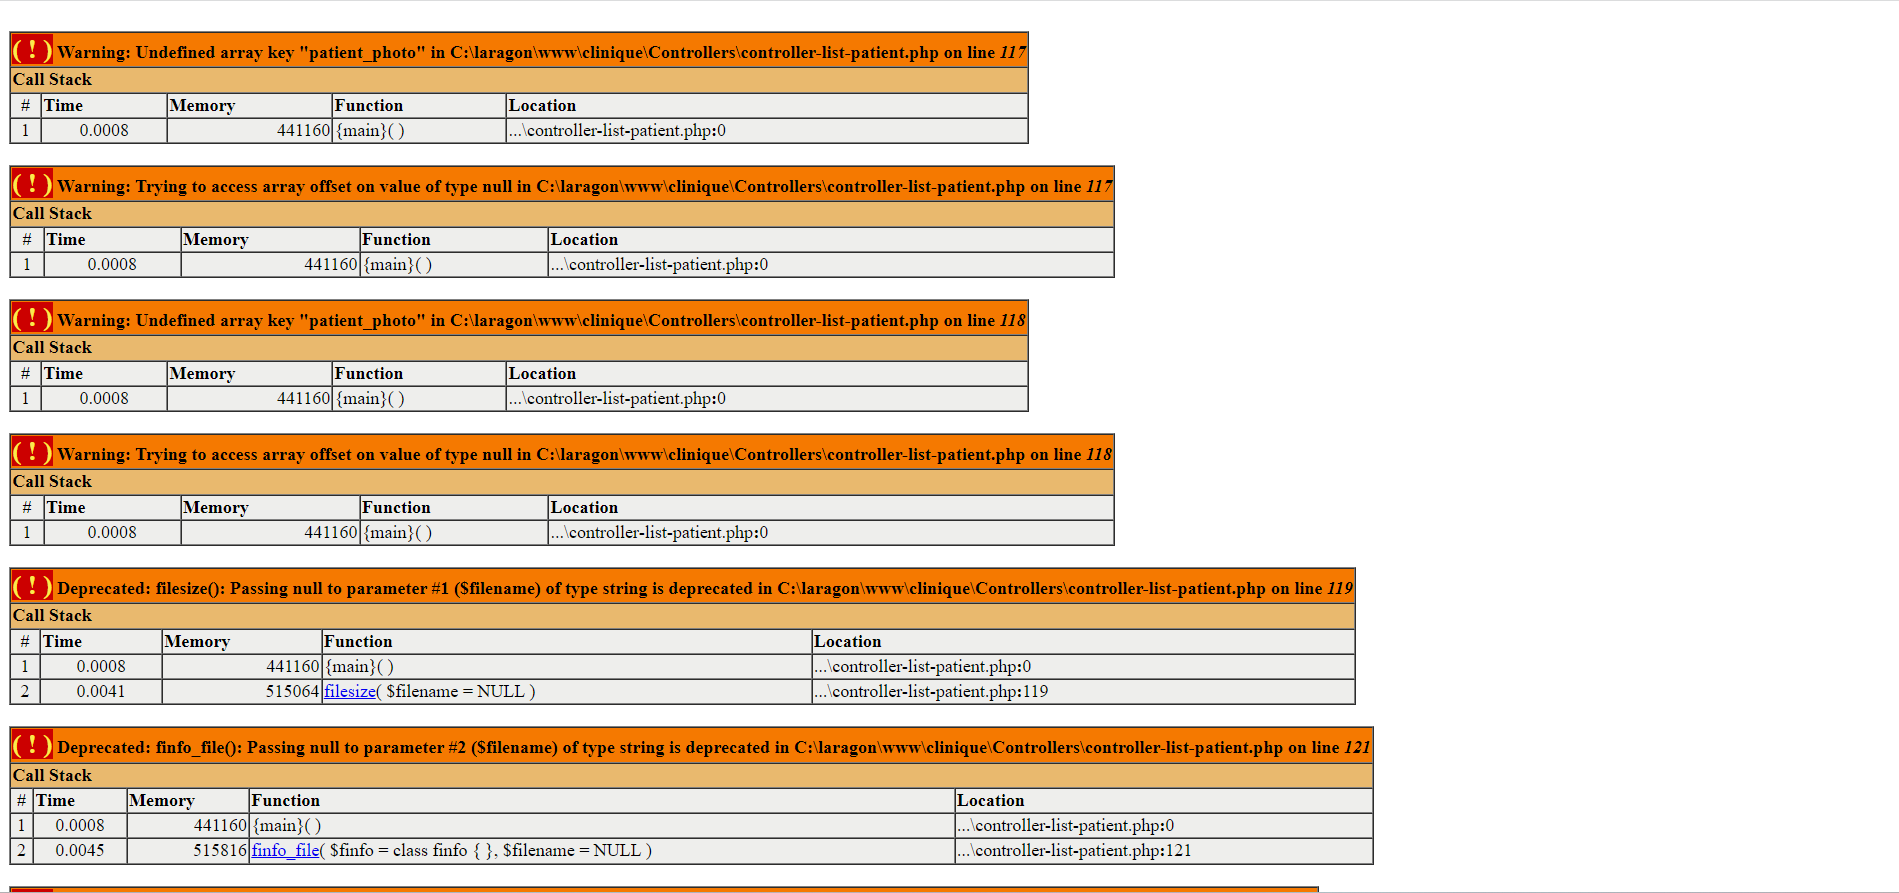 ( ! ) Warning: Undefined array key "patient_photo" in C:\laragon\www\clinique\Controllers\controller-list-patient.php on line 117
Call Stack
# Time Memory Function Location
1 0.0008 441160 {main}( ) ...\controller-list-patient.php:0
( ! ) Warning: Trying to access array offset on value of type null in C:\laragon\www\clinique\Controllers\controller-list-patient.php on line 117
Call Stack
# Time Memory Function Location
1 0.0008 441160 {main}( ) ...\controller-list-patient.php:0
( ! ) Warning: Undefined array key "patient_photo" in C:\laragon\www\clinique\Controllers\controller-list-patient.php on line 118
Call Stack
# Time Memory Function Location
1 0.0008 441160 {main}( ) ...\controller-list-patient.php:0
( ! ) Warning: Trying to access array offset on value of type null in C:\laragon\www\clinique\Controllers\controller-list-patient.php on line 118
Call Stack
# Time Memory Function Location
1 0.0008 441160 {main}( ) ...\controller-list-patient.php:0
( ! ) Deprecated: filesize(): Passing null to parameter #1 ($filename) of type string is deprecated in C:\laragon\www\clinique\Controllers\controller-list-patient.php on line 119
Call Stack
# Time Memory Function Location
1 0.0008 441160 {main}( ) ...\controller-list-patient.php:0
2 0.0041 515064 filesize( $filename = NULL ) ...\controller-list-patient.php:119
( ! ) Deprecated: finfo_file(): Passing null to parameter #2 ($filename) of type string is deprecated in C:\laragon\www\clinique\Controllers\controller-list-patient.php on line 121
Call Stack
# Time Memory Function Location
1 0.0008 441160 {main}( ) ...\controller-list-patient.php:0
2 0.0045 515816 finfo_file( $finfo = class finfo { }, $filename = NULL ) ...\controller-list-patient.php:121